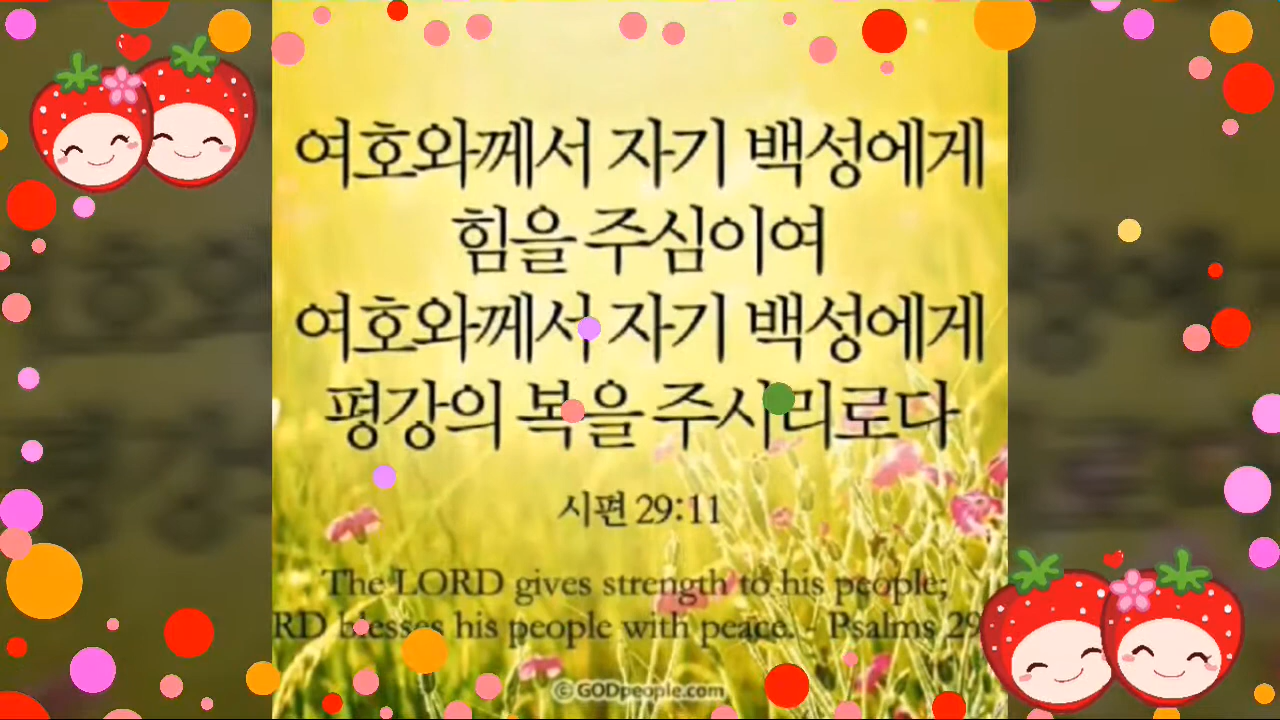 여호와께서 자기 백성에게
힘을 주심이여
여호와께서 자기 백성에게
평강의 복을 주시리로다
시편 29:11
The LORD gives strength to his people;
RD blesses his people with peace. - Psalms 29
© GODpeople.com